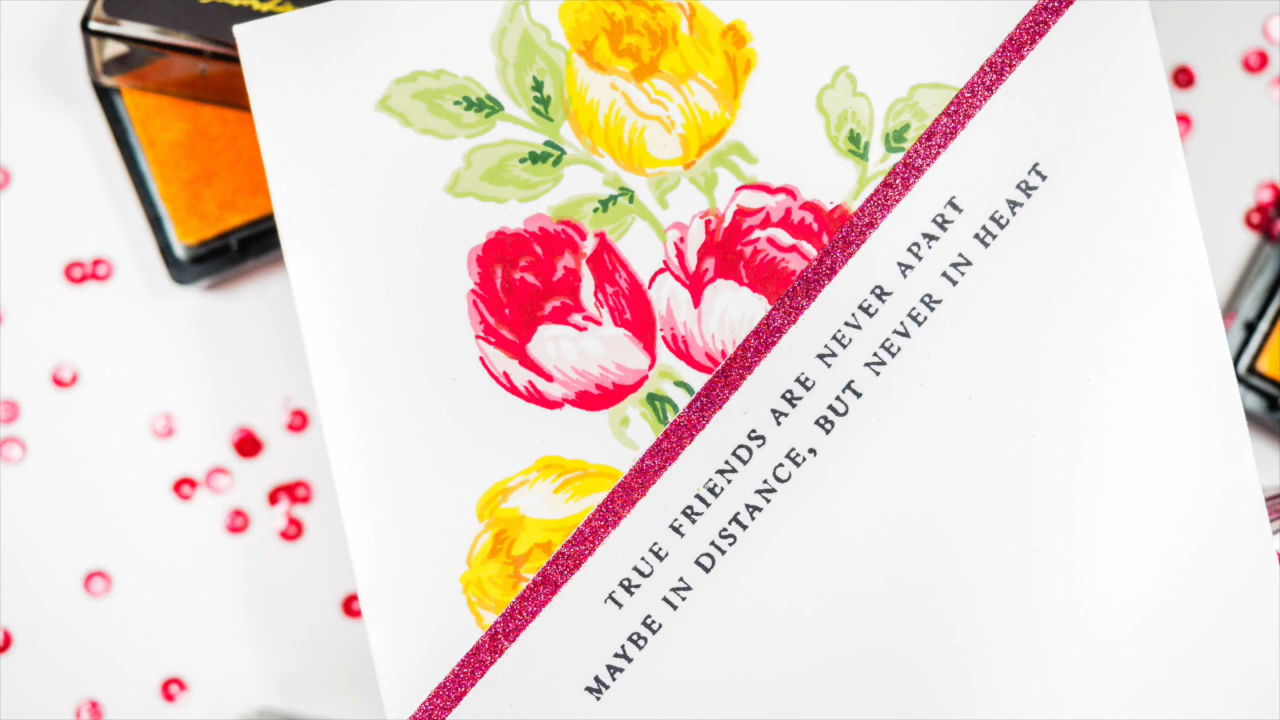 TRUE FRIENDS ARE NEVER APART
MAYBE IN DISTANCE, BUT NEVER IN HEART